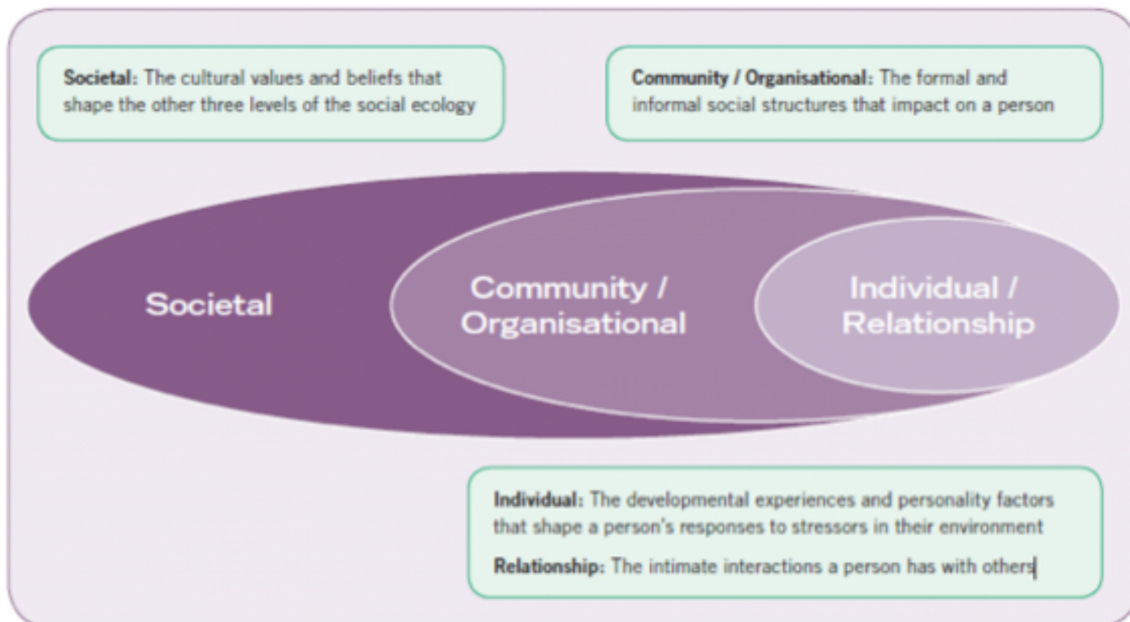 Societal: The cultural values and beliefs that
shape the other three levels of the social ecology
Community / Organisational: The formal and
informal social structures that impact on a person
Societal
Community /
Organisational
Individual /
Relationship
Individual: The developmental experiences and personality factors
that shape a person's responses to stressors in their environment
Relationship: The intimate interactions a person has with others